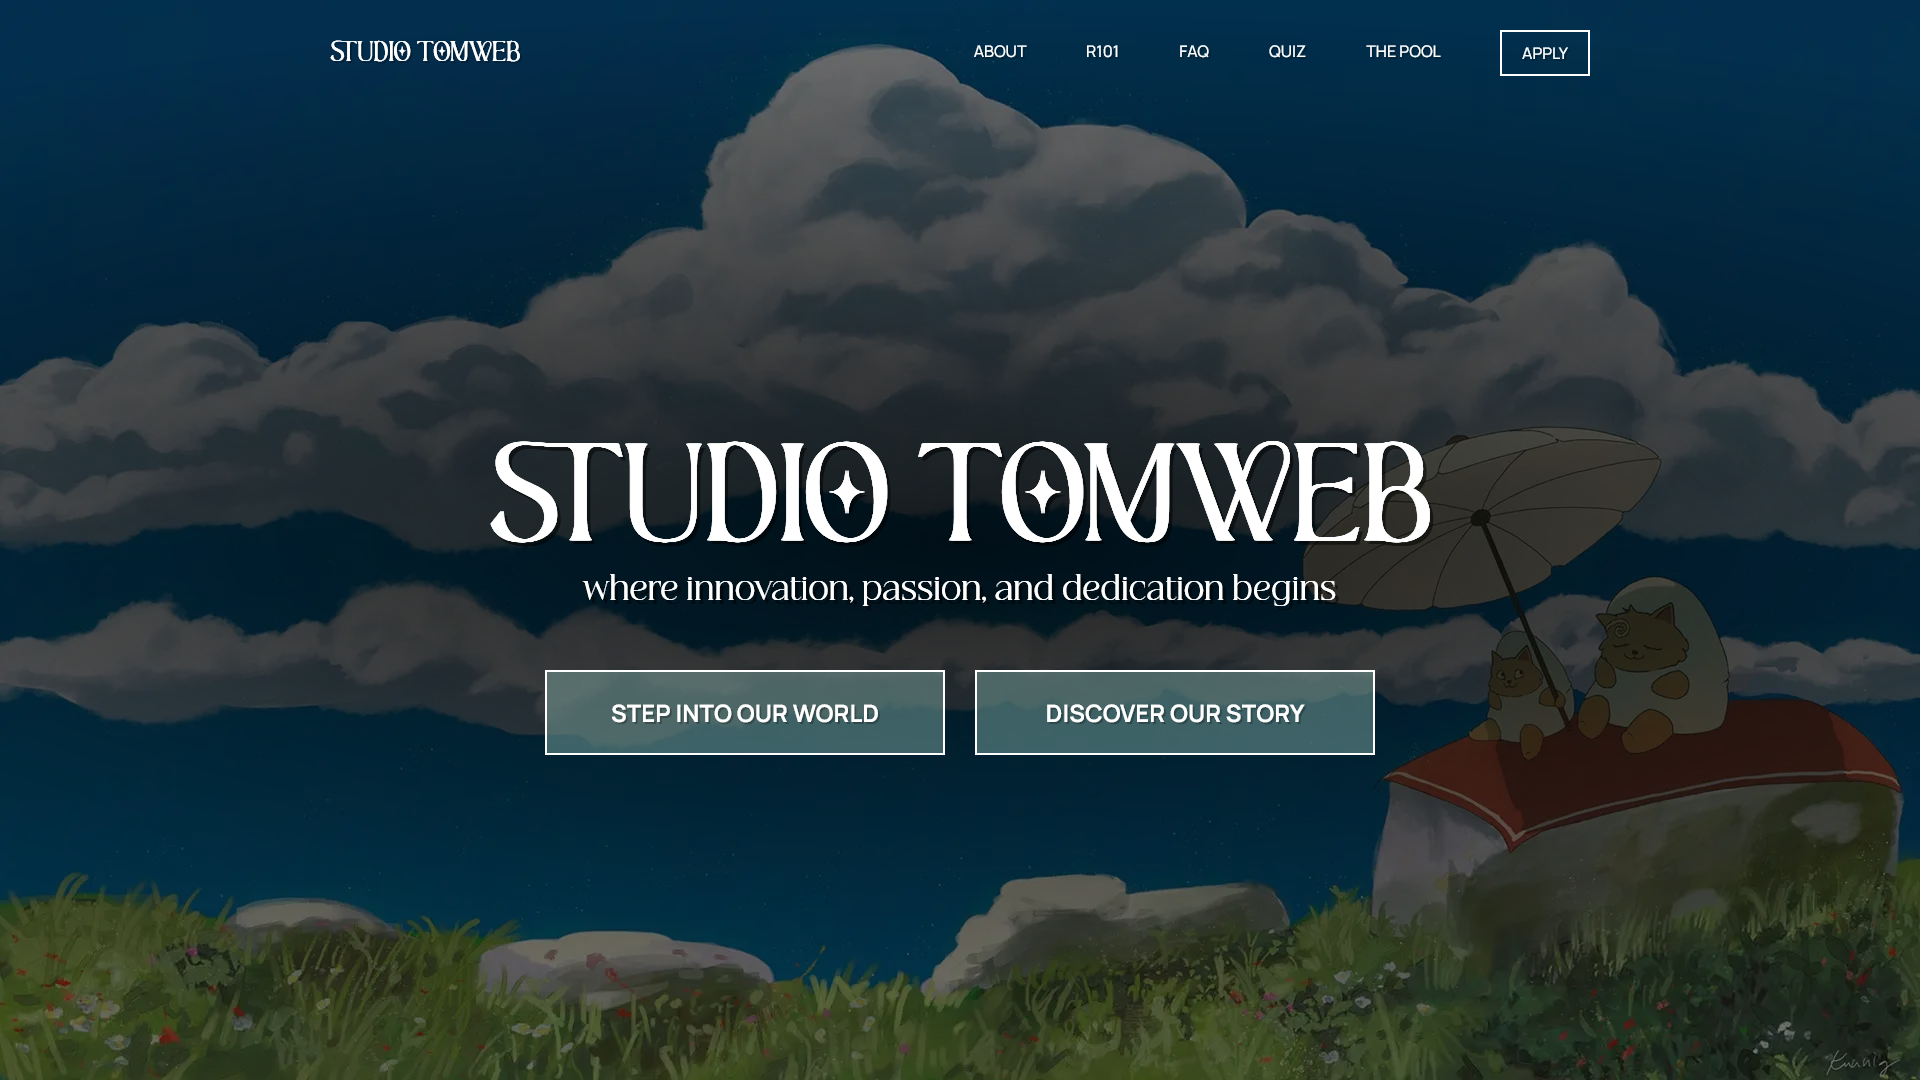 STUDIO TOMWEB
ABOUT
R101
FAQ
QUIZ
THE POOL
APPLY
STUDIO TOMWEB
where innovation, passion, and dedication begins
STEP INTO OUR WORLD
DISCOVER OUR STORY